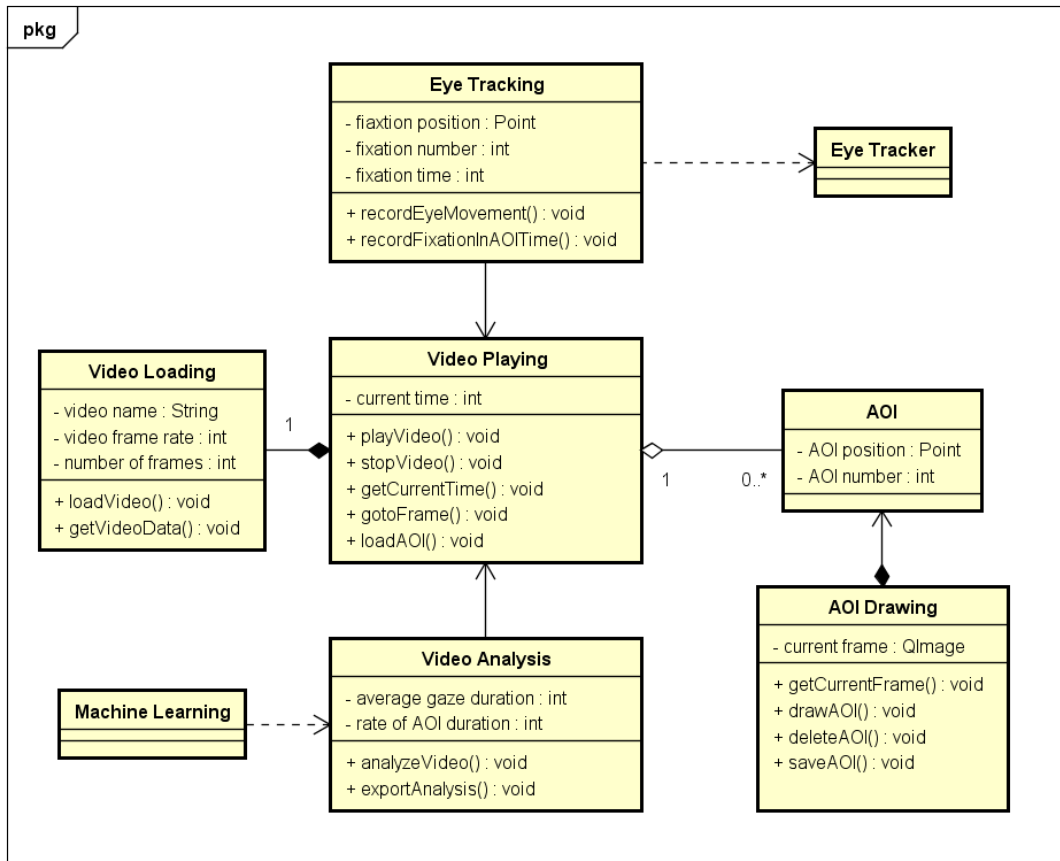 pkg
Eye Tracking
- fiaxtion position : Point
- fixation number : int
- fixation time : int
+ recordEyeMovement() : void
+ recordFixationInAOITime() : void
Eye Tracker
Video Loading
- video name : String
- video frame rate : int
- number of frames : int
+ loadVideo() : void
+ getVideoData() : void
1
Video Playing
- current time : int
+ playVideo() : void
+ stopVideo() : void
+ getCurrentTime() : void
+ gotoFrame() : void
+ loadAOI() : void
1
0..*
AOI
- AOI position : Point
- AOI number : int
AOI Drawing
- current frame : QImage
+ getCurrentFrame() : void
+ drawAOI() : void
+ deleteAOI() : void
+ saveAOI() : void
Machine Learning
Video Analysis
- average gaze duration : int
- rate of AOI duration : int
+ analyzeVideo() : void
+ exportAnalysis() : void